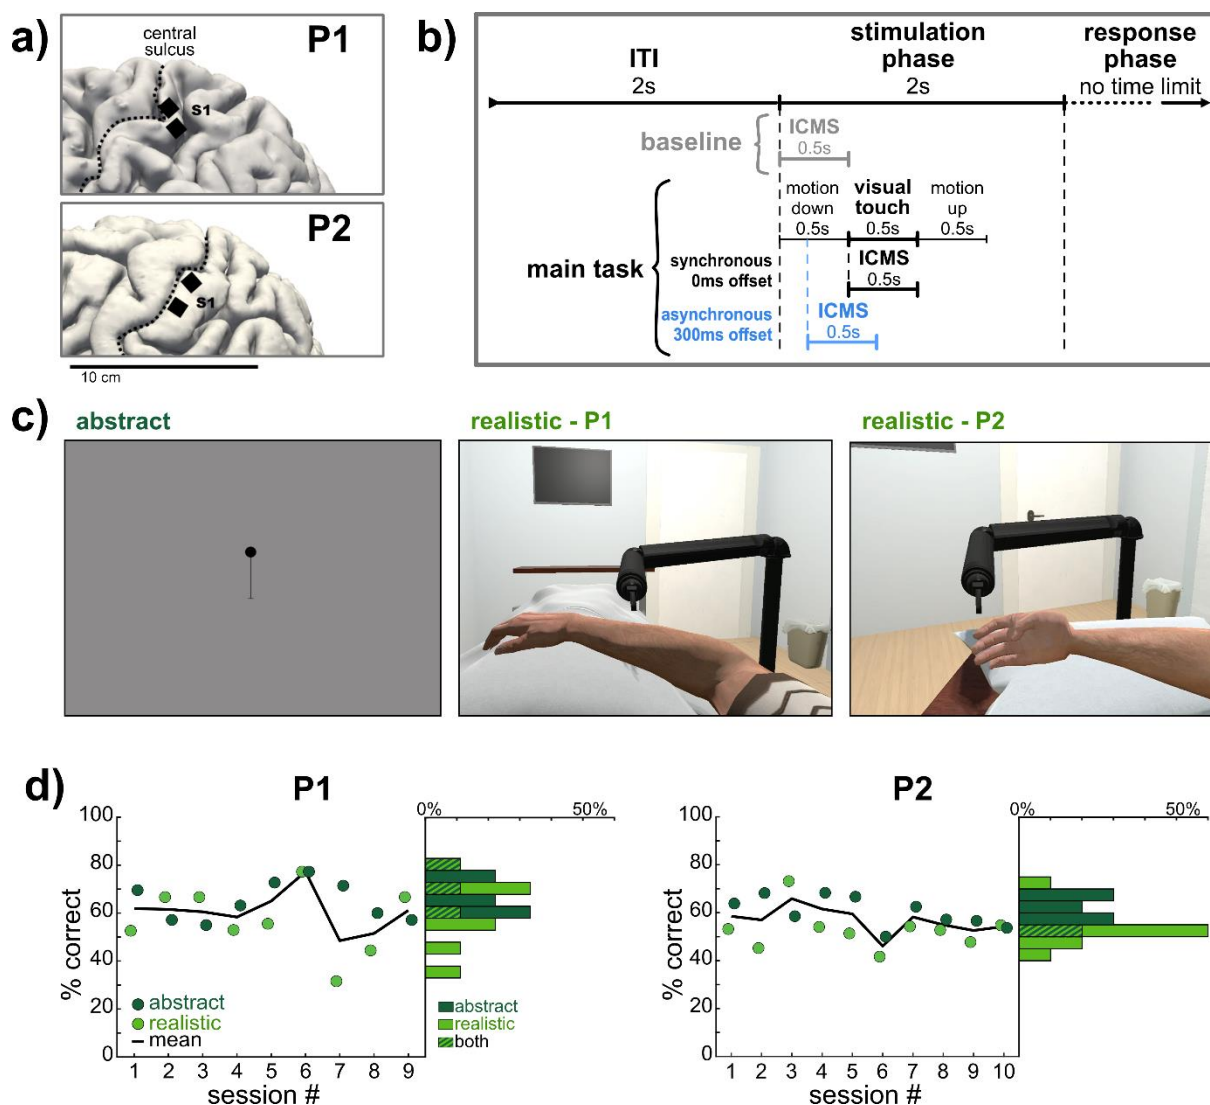 a)
central
sulcus
P1
S1
P2
S1
10 cm
b)
ITI
2s
stimulation
phase
2s
response
phase
no time limit
baseline
ICMS
0.5s
main task
motion
down
0.5s
visual
touch
0.5s
motion
up
0.5s
synchronous
0ms offset
ICMS
0.5s
asynchronous
300ms offset
ICMS
0.5s
c)
abstract
realistic - P1
realistic - P2
d)
P1
% correct
100
80
60
40
20
0
abstract
realistic
mean
1 2 3 4 5 6 7 8 9
session #
0% 50%
abstract
realistic
both
P2
% correct
100
80
60
40
20
0
1 2 3 4 5 6 7 8 9 10
session #
0% 50%